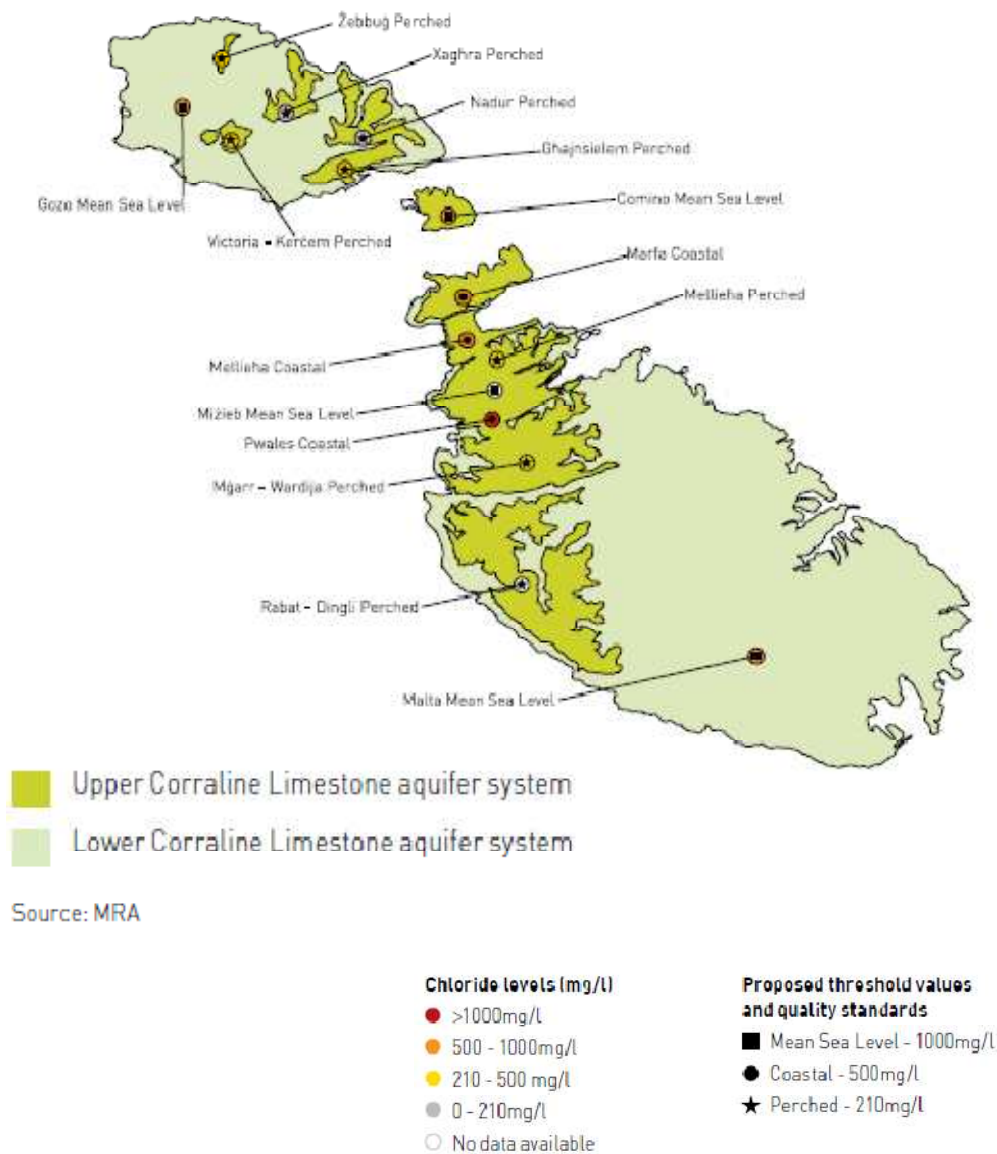 Żebbuġ Perched
Xagħra Perched
Nadur Perched
Għajnsielem Perched
Gozo Mean Sea Level
Comino Mean Sea Level
Victoria - Kerċem Perched
Marfa Coastal
Mellieħa Perched
Mellieħa Coastal
Miżieb Mean Sea Level
Pwales Coastal
Mġarr - Wardija Perched
Rabat - Dingli Perched
Malta Mean Sea Level
Upper Corraline Limestone aquifer system
Lower Corraline Limestone aquifer system
Source: MRA
Chloride levels (mg/l)
>1000mg/l
500 - 1000mg/l
210 - 500 mg/l
0 - 210mg/l
No data available
Proposed threshold values
and quality standards
Mean Sea Level - 1000mg/l
Coastal - 500mg/l
Perched - 210mg/l